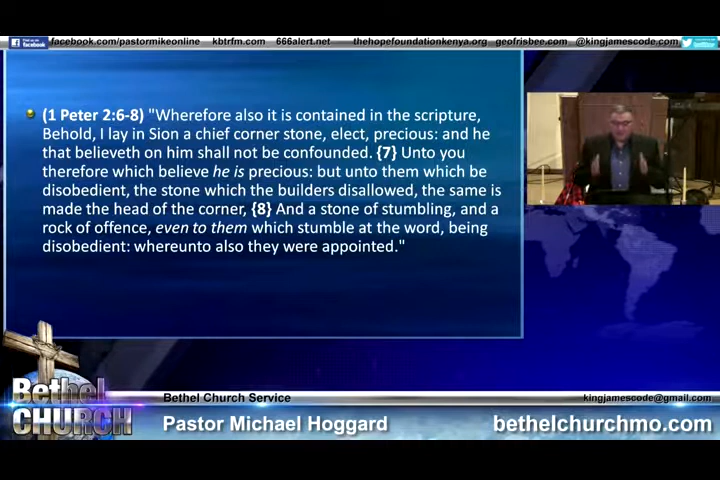 facebook.com/pastormikeonline kbtrfm.com 666alert.net thehopefoundationkenya.org geofrisbee.com @kingjamescode.com
(1 Peter 2:6-8) "Wherefore also it is contained in the scripture,
Behold, I lay in Sion a chief corner stone, elect, precious: and he
that believeth on him shall not be confounded. {7} Unto you
therefore which believe he is precious: but unto them which be
disobedient, the stone which the builders disallowed, the same is
made the head of the corner, {8} And a stone of stumbling, and a
rock of offence, even to them which stumble at the word, being
disobedient: whereunto also they were appointed."
Bethel
CHURCH
Bethel Church Service kingjamescode@gmail.com
Pastor Michael Hoggard bethelchurchmo.com